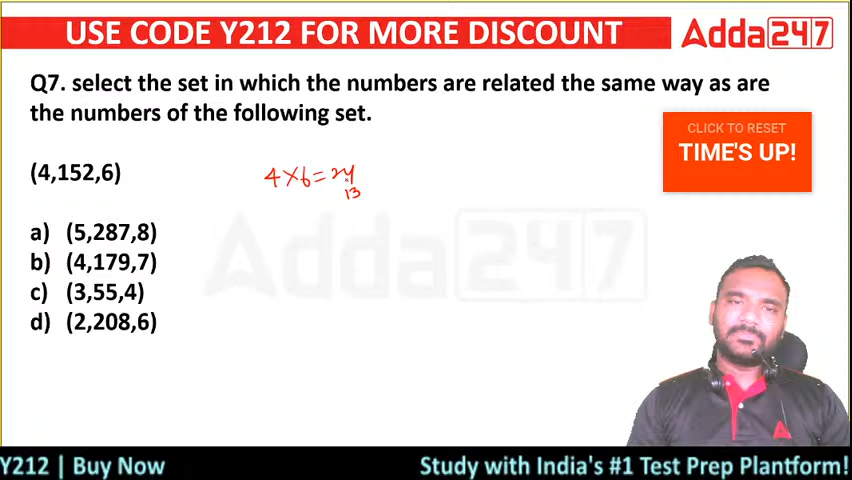 USE CODE Y212 FOR MORE DISCOUNT
Adda247
Q7. select the set in which the numbers are related the same way as are
the numbers of the following set.
CLICK TO RESET
TIME'S UP!
(4,152,6)
4×6=24
13
a) (5,287,8)
b) (4,179,7)
c) (3,55,4)
d) (2,208,6)
Adda247
Y212 | Buy Now
Study with India's #1 Test Prep Plantform!